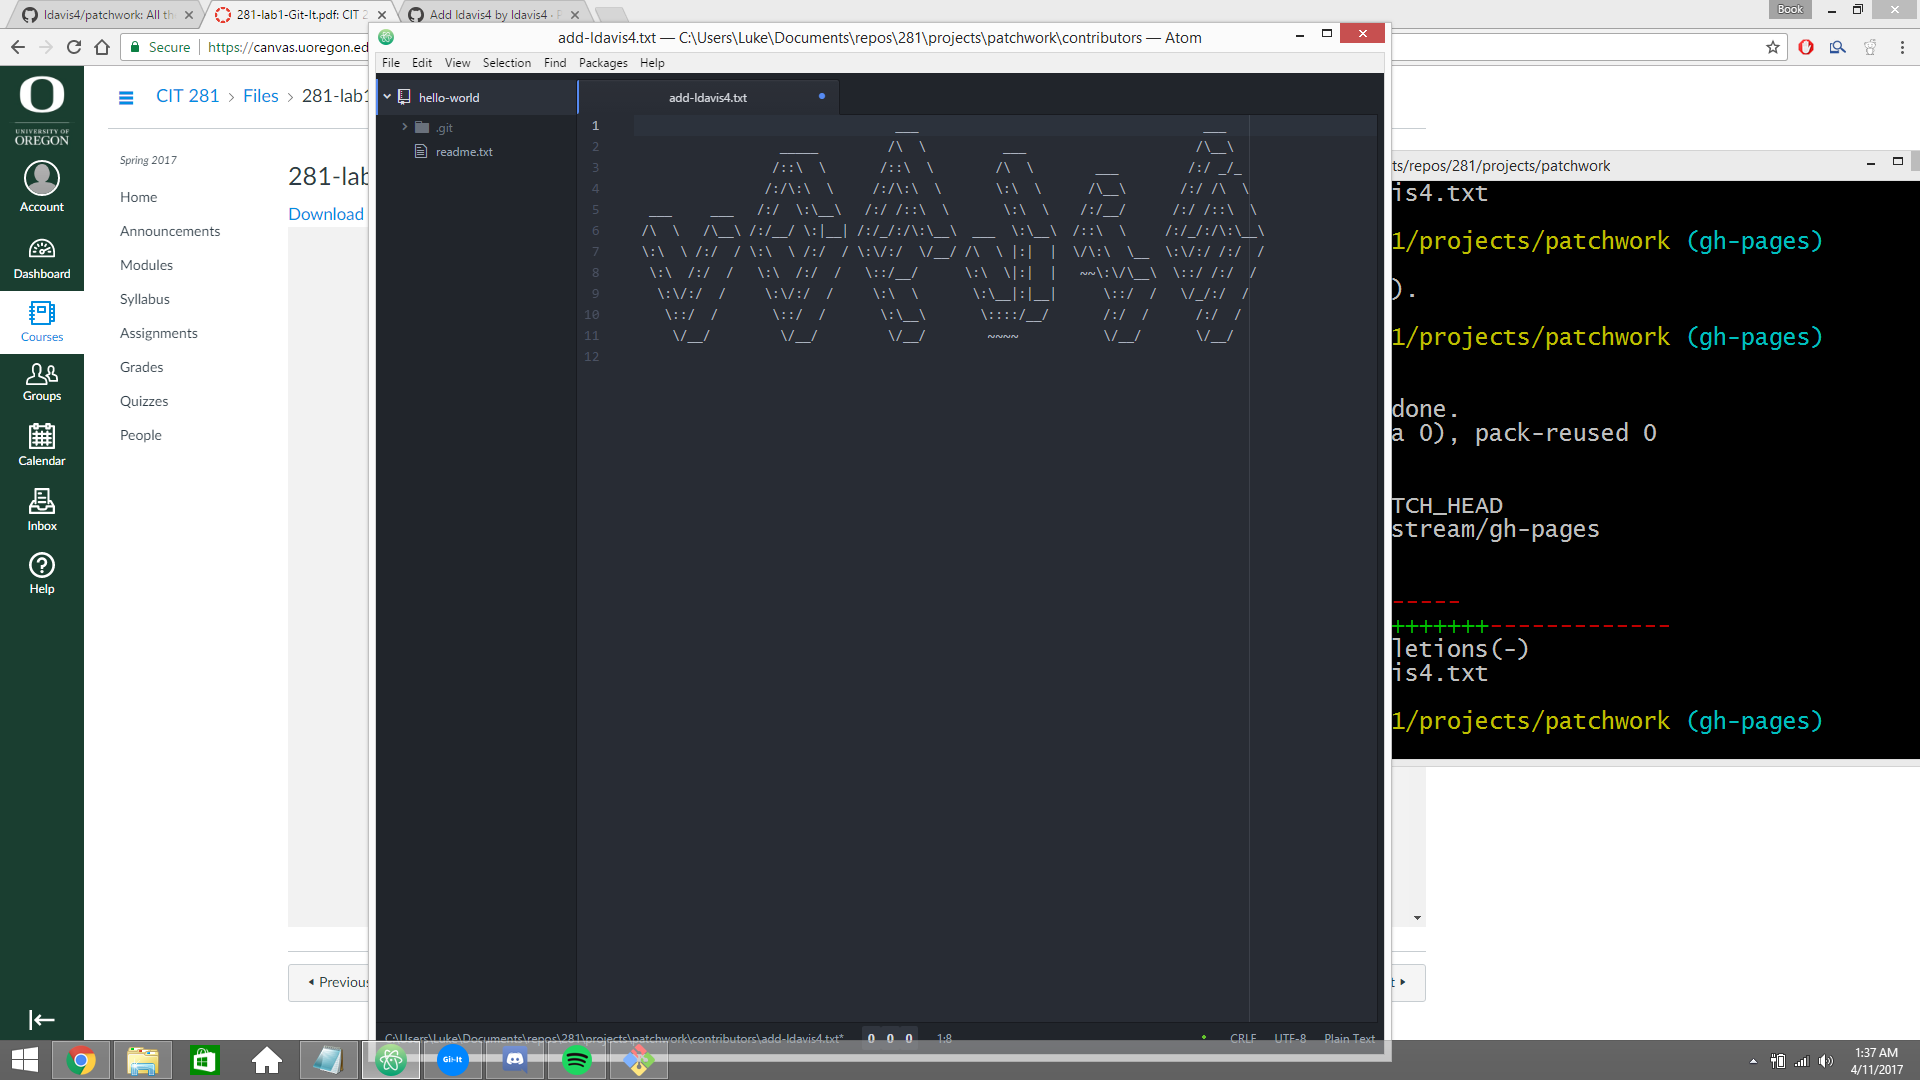 ldavis4/patchwork: All th
281-lab1-Git-It.pdf: CIT 2
Add ldavis4 by ldavis4 · P
Book
Secure
https://canvas.uoregon.ed
UNIVERSITY OF OREGON
Account
Dashboard
Courses
Groups
Calendar
Inbox
Help
CIT 281 > Files > 281-lab1
Spring 2017
Home
Announcements
Modules
Syllabus
Assignments
Grades
Quizzes
People
281-lab
Download
Previous
add-ldavis4.txt — C:\Users\Luke\Documents\repos\281\projects\patchwork\contributors — Atom
File Edit View Selection Find Packages Help
hello-world
.git
readme.txt
add-ldavis4.txt
1
2
3
4
5
6
7
8
9
10
11
12
C:\Users\Luke\Documents\repos\281\projects\patchwork\contributors\add-ldavis4.txt*
0 0 0
1:8
CRLF
UTF-8
Plain Text
ts/repos/281/projects/patchwork
is4.txt
1/projects/patchwork (gh-pages)
).
1/projects/patchwork (gh-pages)
done.
a 0), pack-reused 0
TCH_HEAD
stream/gh-pages
-----
+++++++-------------
letions(-)
is4.txt
1/projects/patchwork (gh-pages)
t
Git-It
1:37 AM
4/11/2017